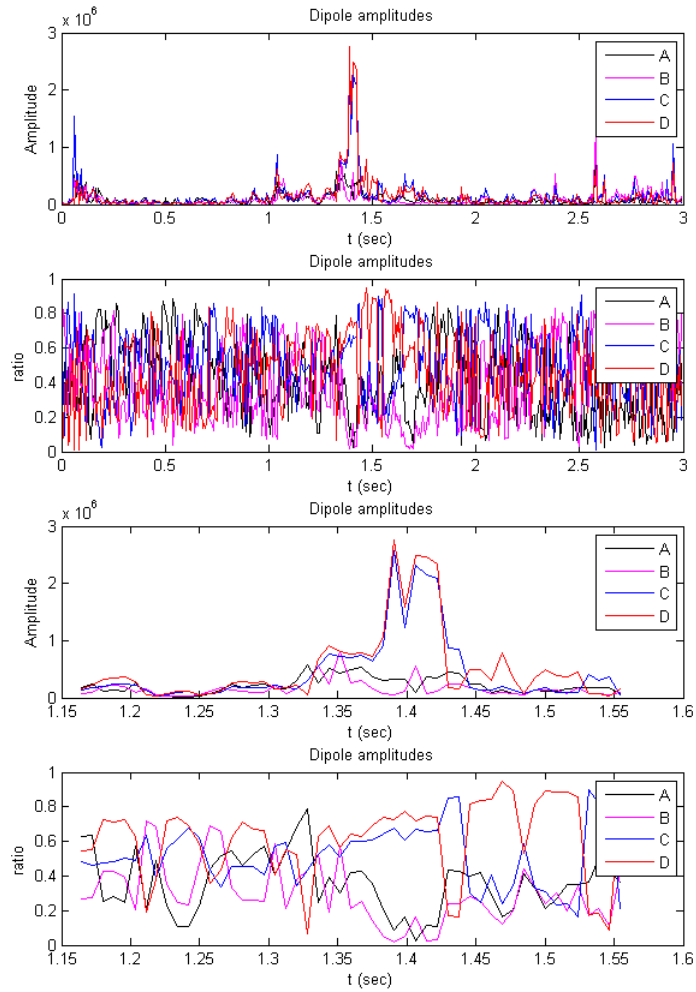 Dipole amplitudes
x 10^6
3
2
1
0
Amplitude
A
B
C
D
0 0.5 1 1.5 2 2.5 3
t (sec)
Dipole amplitudes
1
0.8
0.6
0.4
0.2
0
ratio
A
B
C
D
0 0.5 1 1.5 2 2.5 3
t (sec)
Dipole amplitudes
x 10^6
3
2
1
0
Amplitude
A
B
C
D
1.15 1.2 1.25 1.3 1.35 1.4 1.45 1.5 1.55 1.6
t (sec)
Dipole amplitudes
1
0.8
0.6
0.4
0.2
0
ratio
A
B
C
D
1.15 1.2 1.25 1.3 1.35 1.4 1.45 1.5 1.55 1.6
t (sec)